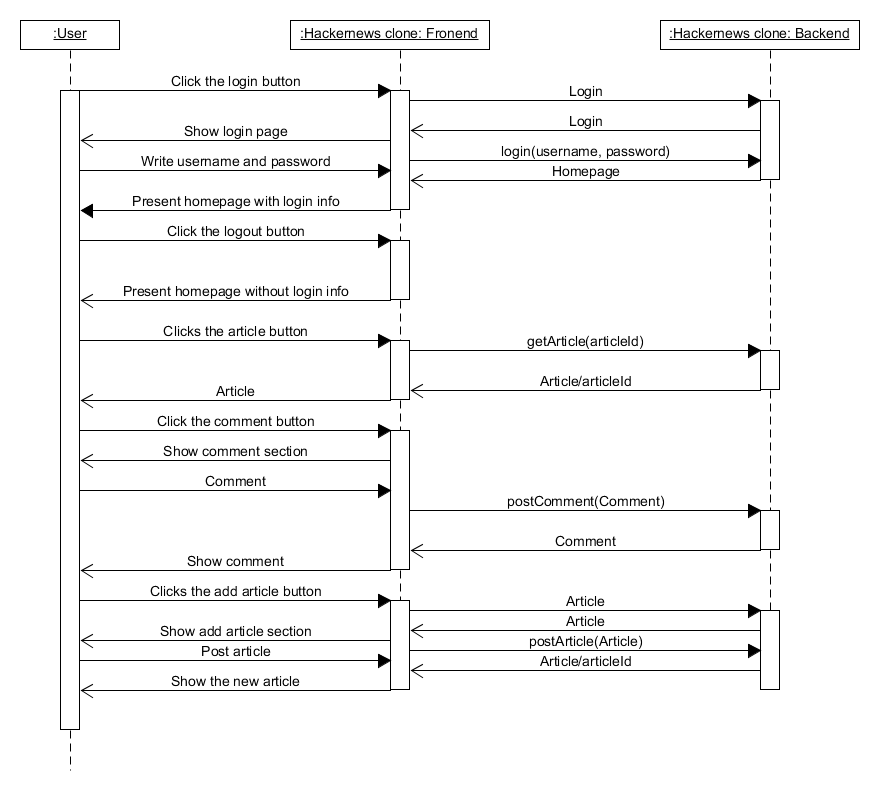 :User
:Hackernews clone: Fronend
:Hackernews clone: Backend
Click the login button
Login
Login
Show login page
login(username, password)
Write username and password
Homepage
Present homepage with login info
Click the logout button
Present homepage without login info
Clicks the article button
getArticle(articleId)
Article/articleId
Article
Click the comment button
Show comment section
Comment
postComment(Comment)
Comment
Show comment
Clicks the add article button
Article
Article
Show add article section
postArticle(Article)
Post article
Article/articleId
Show the new article